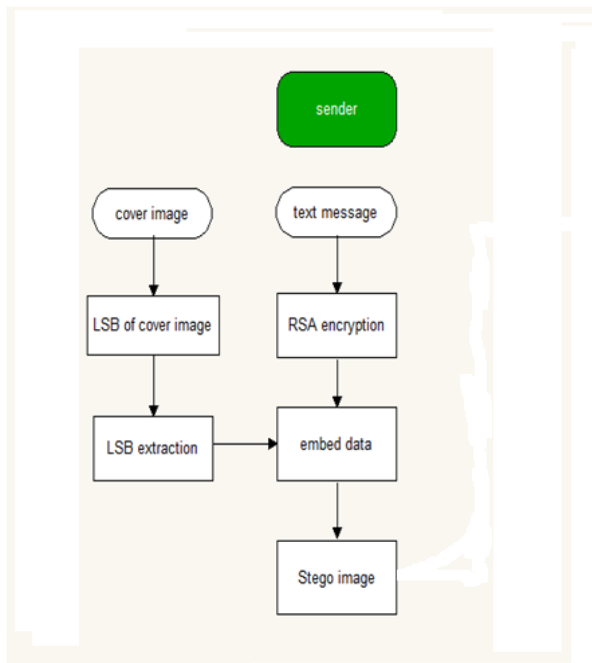 sender
cover image
text message
LSB of cover image
RSA encryption
LSB extraction
embed data
Stego image